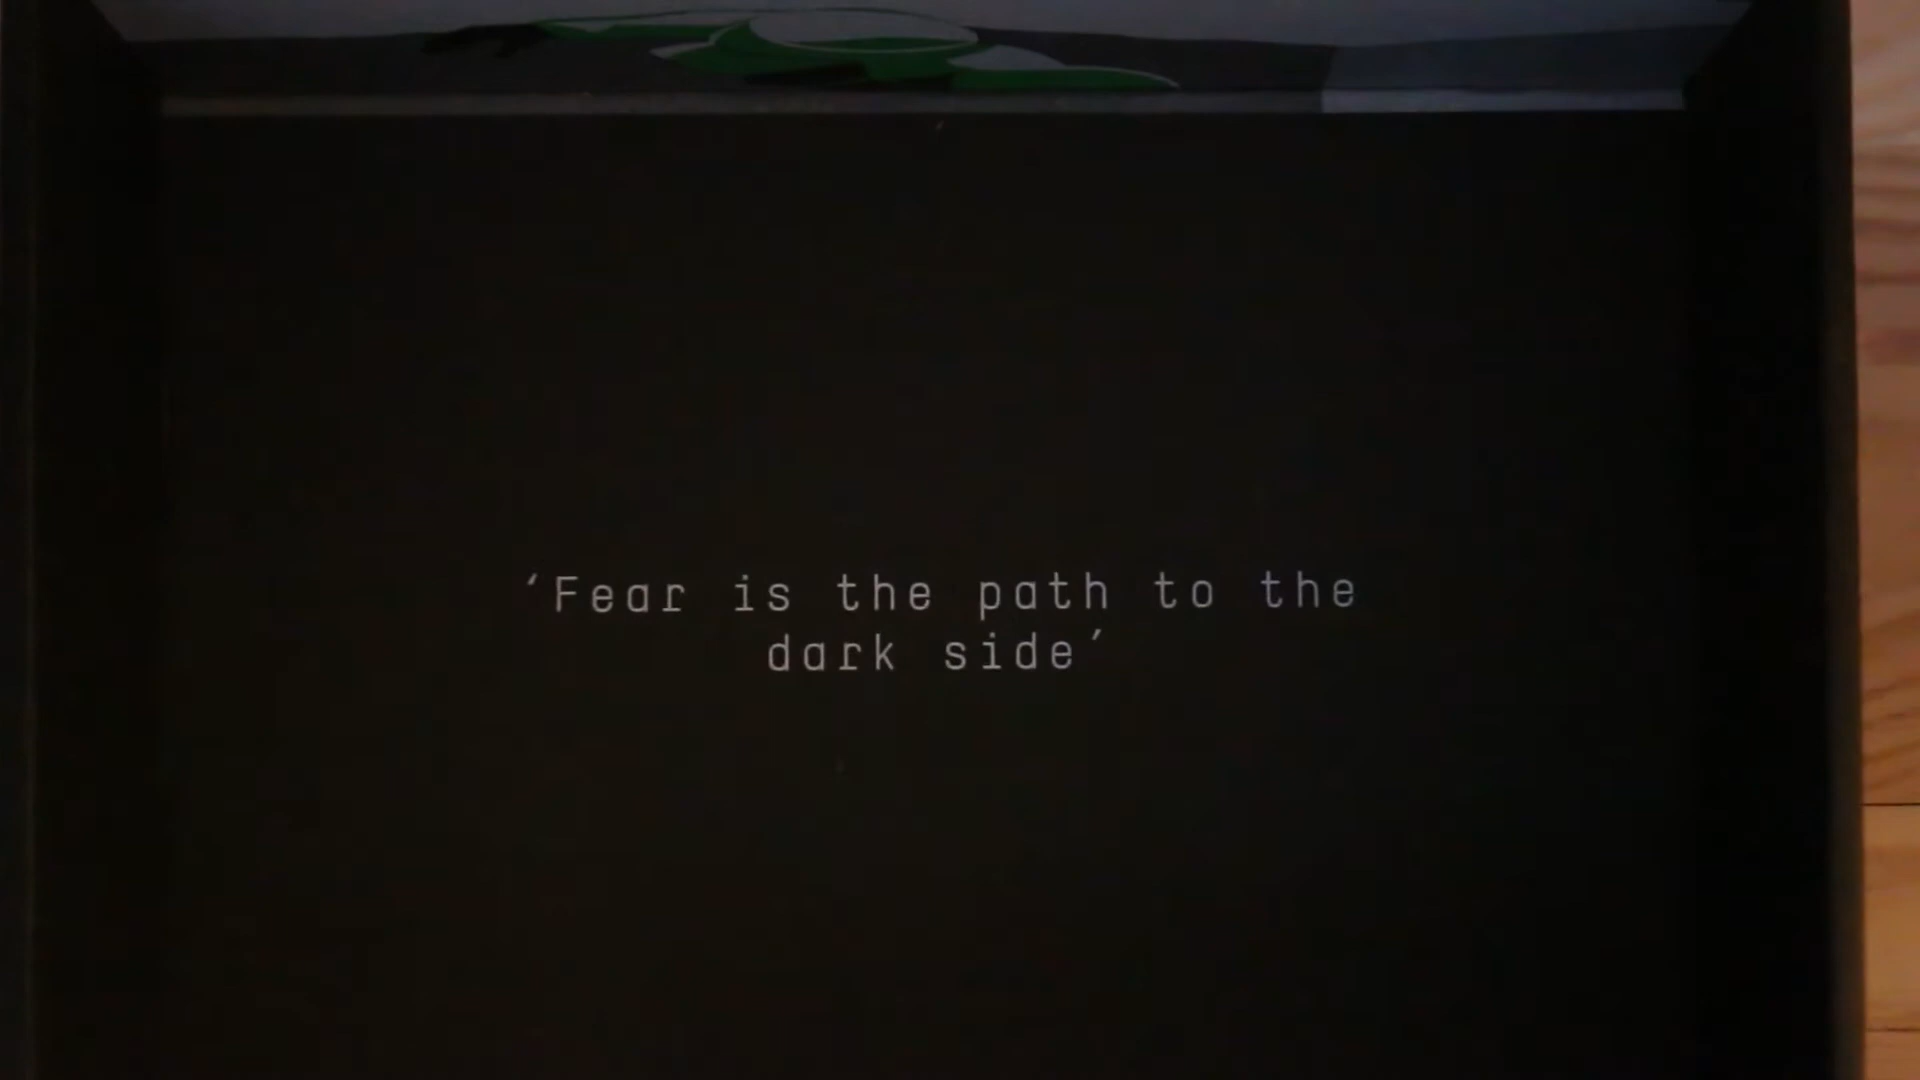 ‘Fear is the path to the
dark side’